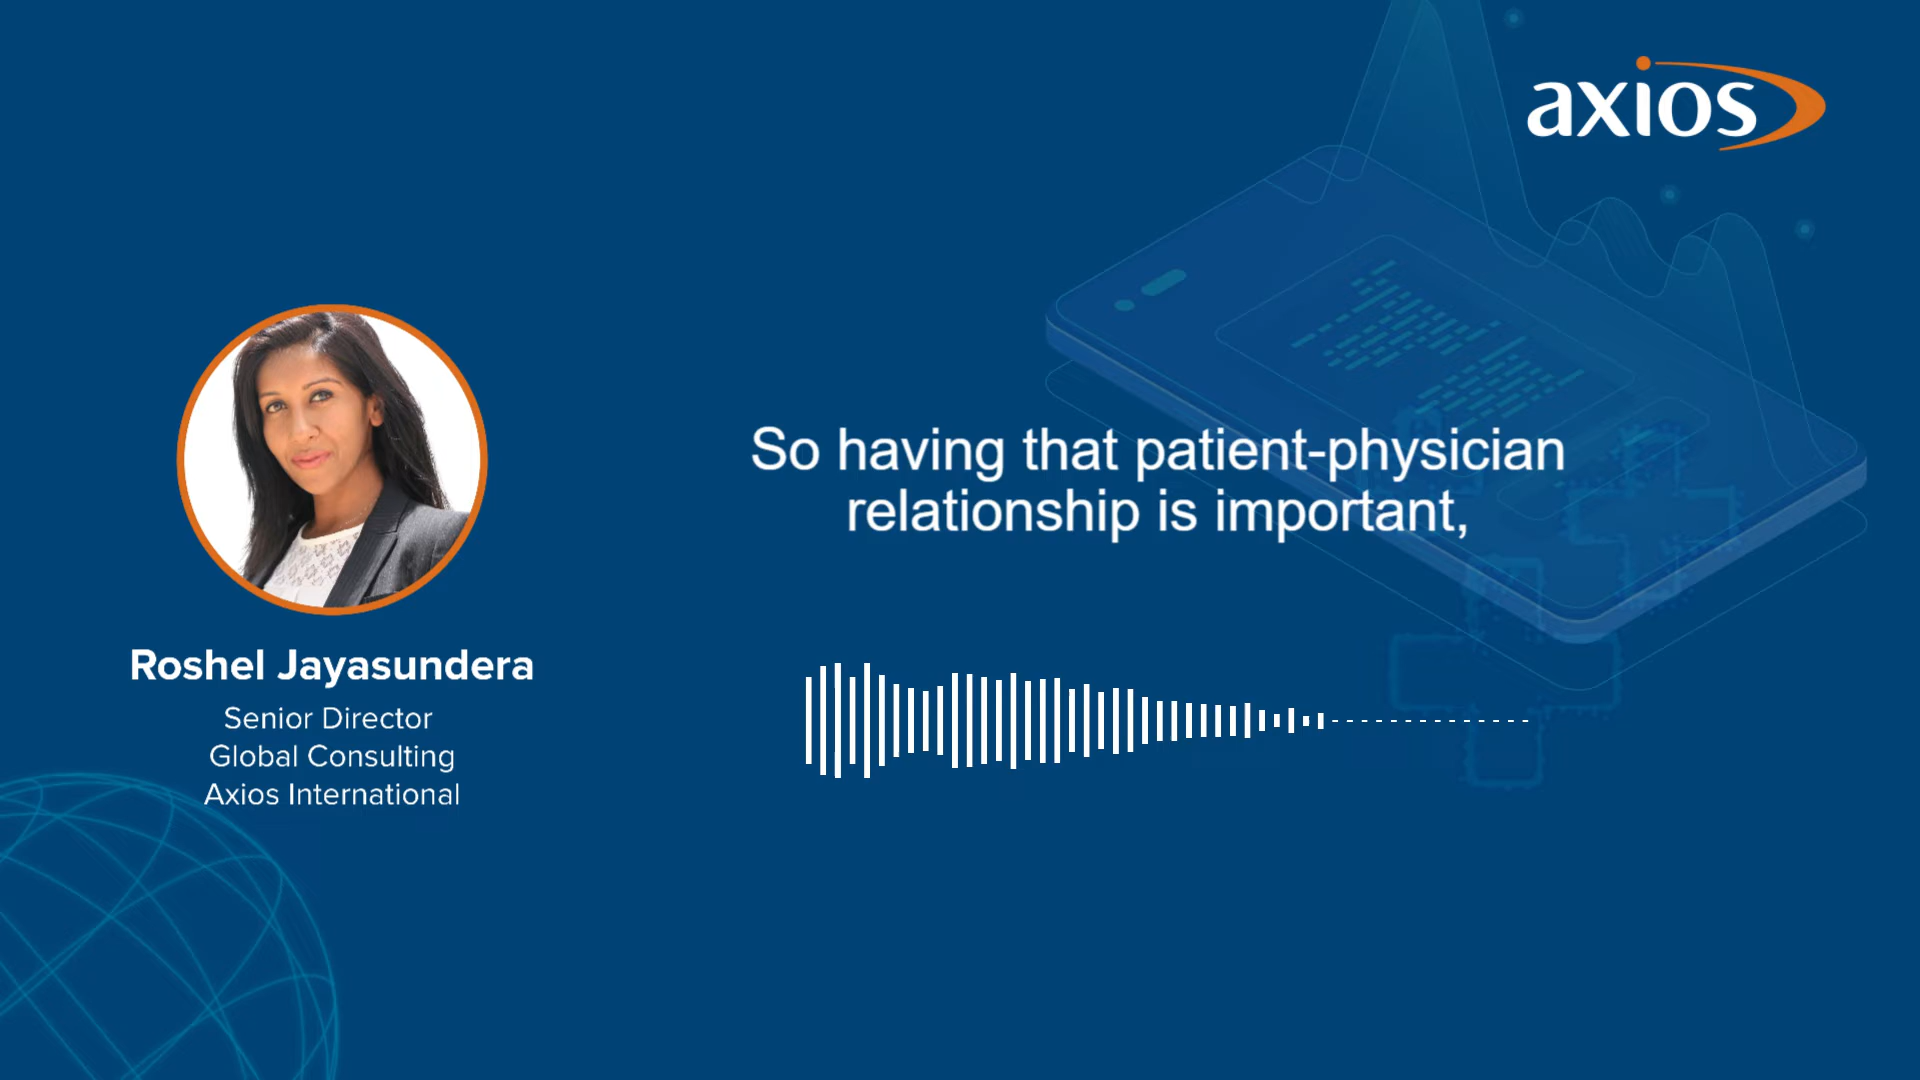 axios
So having that patient-physician
relationship is important,
Roshel Jayasundera
Senior Director
Global Consulting
Axios International